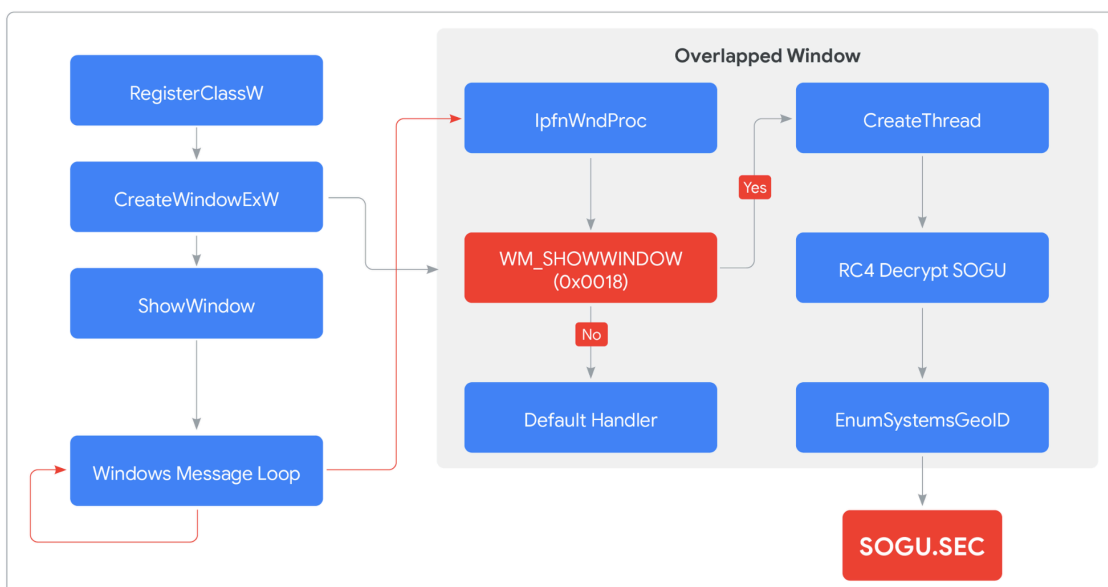 Overlapped Window
RegisterClassW
CreateWindowExW
ShowWindow
Windows Message Loop
IpfnWndProc
WM_SHOWWINDOW
(0x0018)
No
Default Handler
Yes
CreateThread
RC4 Decrypt SOGU
EnumSystemsGeoID
SOGU.SEC